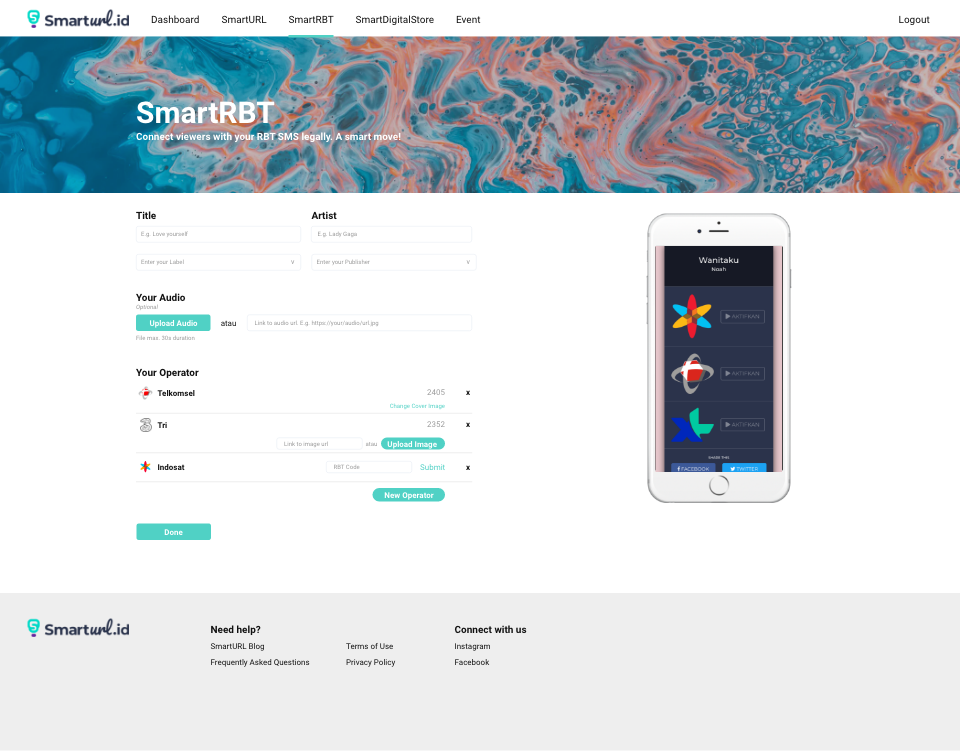 Smarturl.id
Dashboard SmartURL SmartRBT SmartDigitalStore Event Logout
SmartRBT
Connect viewers with your RBT SMS legally. A smart move!
Title Artist
E.g. Love yourself E.g. Lady Gaga
Enter your Label v Enter your Publisher v
Your Audio
Optional
Upload Audio atau Link to audio url E.g. https://your/audio/url.jpg
File max. 30s duration
Your Operator
Telkomsel 2405 x
Change Cover Image
Tri 2352 x
Link to image url atau Upload Image
Indosat RBT Code Submit x
New Operator
Done
Wanitaku
Noah
AKTIFKAN
AKTIFKAN
AKTIFKAN
SHARE THIS
FACEBOOK TWITTER
Smarturl.id
Need help? Connect with us
SmartURL Blog Terms of Use Instagram
Frequently Asked Questions Privacy Policy Facebook